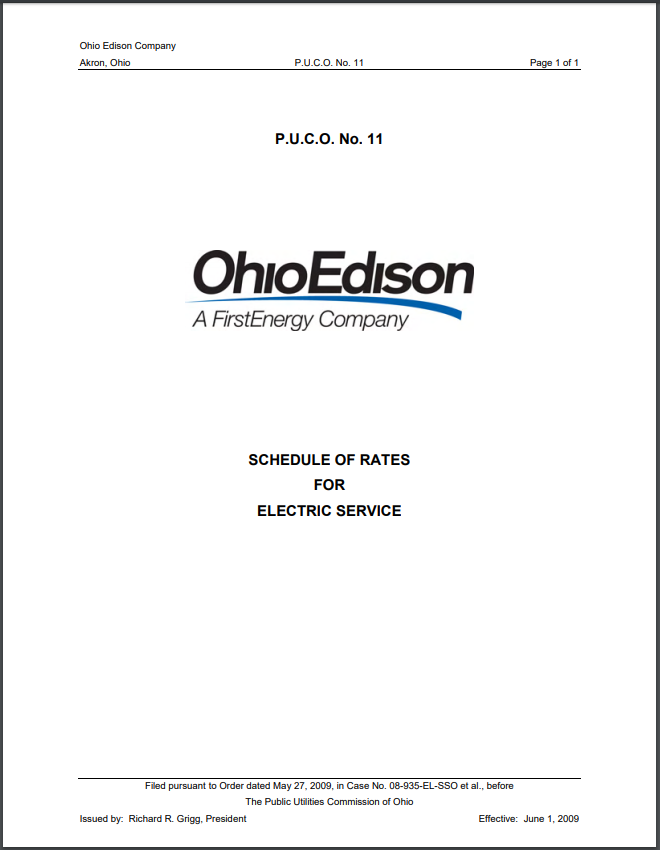 Ohio Edison Company
Akron, Ohio P.U.C.O. No. 11 Page 1 of 1
P.U.C.O. No. 11
OhioEdison
A FirstEnergy Company
SCHEDULE OF RATES
FOR
ELECTRIC SERVICE
Filed pursuant to Order dated May 27, 2009, in Case No. 08-935-EL-SSO et al., before
The Public Utilities Commission of Ohio
Issued by: Richard R. Grigg, President Effective: June 1, 2009